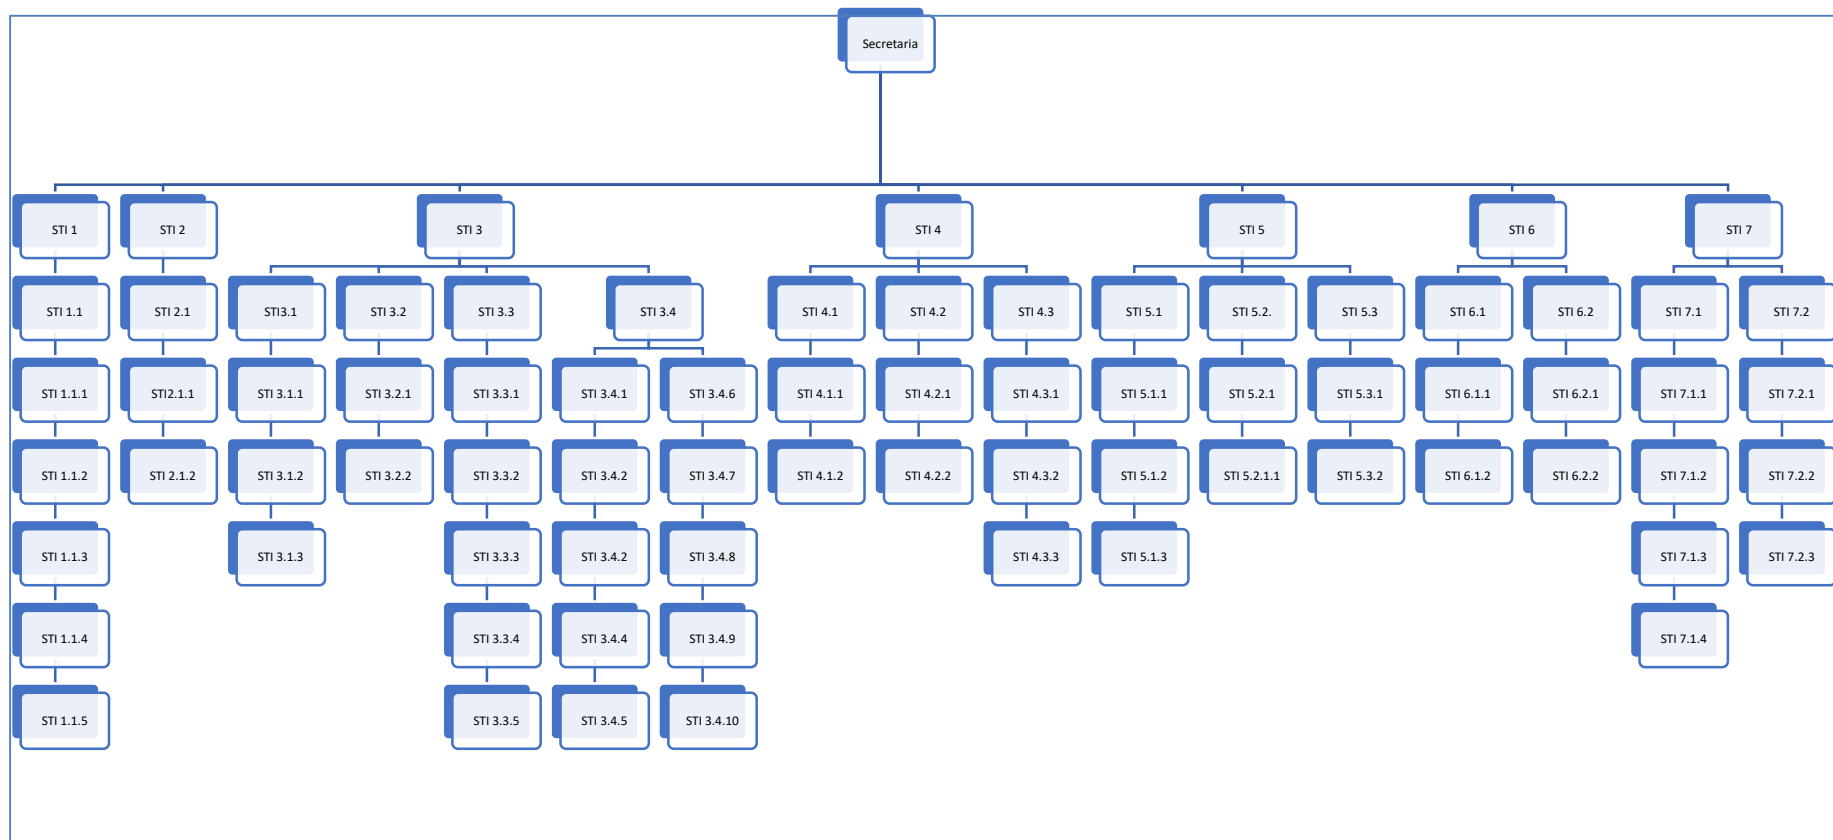 Secretaria
STI 1
STI 2
STI 3
STI 4
STI 5
STI 6
STI 7
STI 1.1
STI 2.1
STI3.1
STI 3.2
STI 3.3
STI 3.4
STI 4.1
STI 4.2
STI 4.3
STI 5.1
STI 5.2.
STI 5.3
STI 6.1
STI 6.2
STI 7.1
STI 7.2
STI 1.1.1
STI2.1.1
STI 3.1.1
STI 3.2.1
STI 3.3.1
STI 3.4.1
STI 3.4.6
STI 4.1.1
STI 4.2.1
STI 4.3.1
STI 5.1.1
STI 5.2.1
STI 5.3.1
STI 6.1.1
STI 6.2.1
STI 7.1.1
STI 7.2.1
STI 1.1.2
STI 2.1.2
STI 3.1.2
STI 3.2.2
STI 3.3.2
STI 3.4.2
STI 3.4.7
STI 4.1.2
STI 4.2.2
STI 4.3.2
STI 5.1.2
STI 5.2.1.1
STI 5.3.2
STI 6.1.2
STI 6.2.2
STI 7.1.2
STI 7.2.2
STI 1.1.3
STI 3.1.3
STI 3.3.3
STI 3.4.2
STI 3.4.8
STI 4.3.3
STI 5.1.3
STI 7.1.3
STI 7.2.3
STI 1.1.4
STI 3.3.4
STI 3.4.4
STI 3.4.9
STI 7.1.4
STI 1.1.5
STI 3.3.5
STI 3.4.5
STI 3.4.10